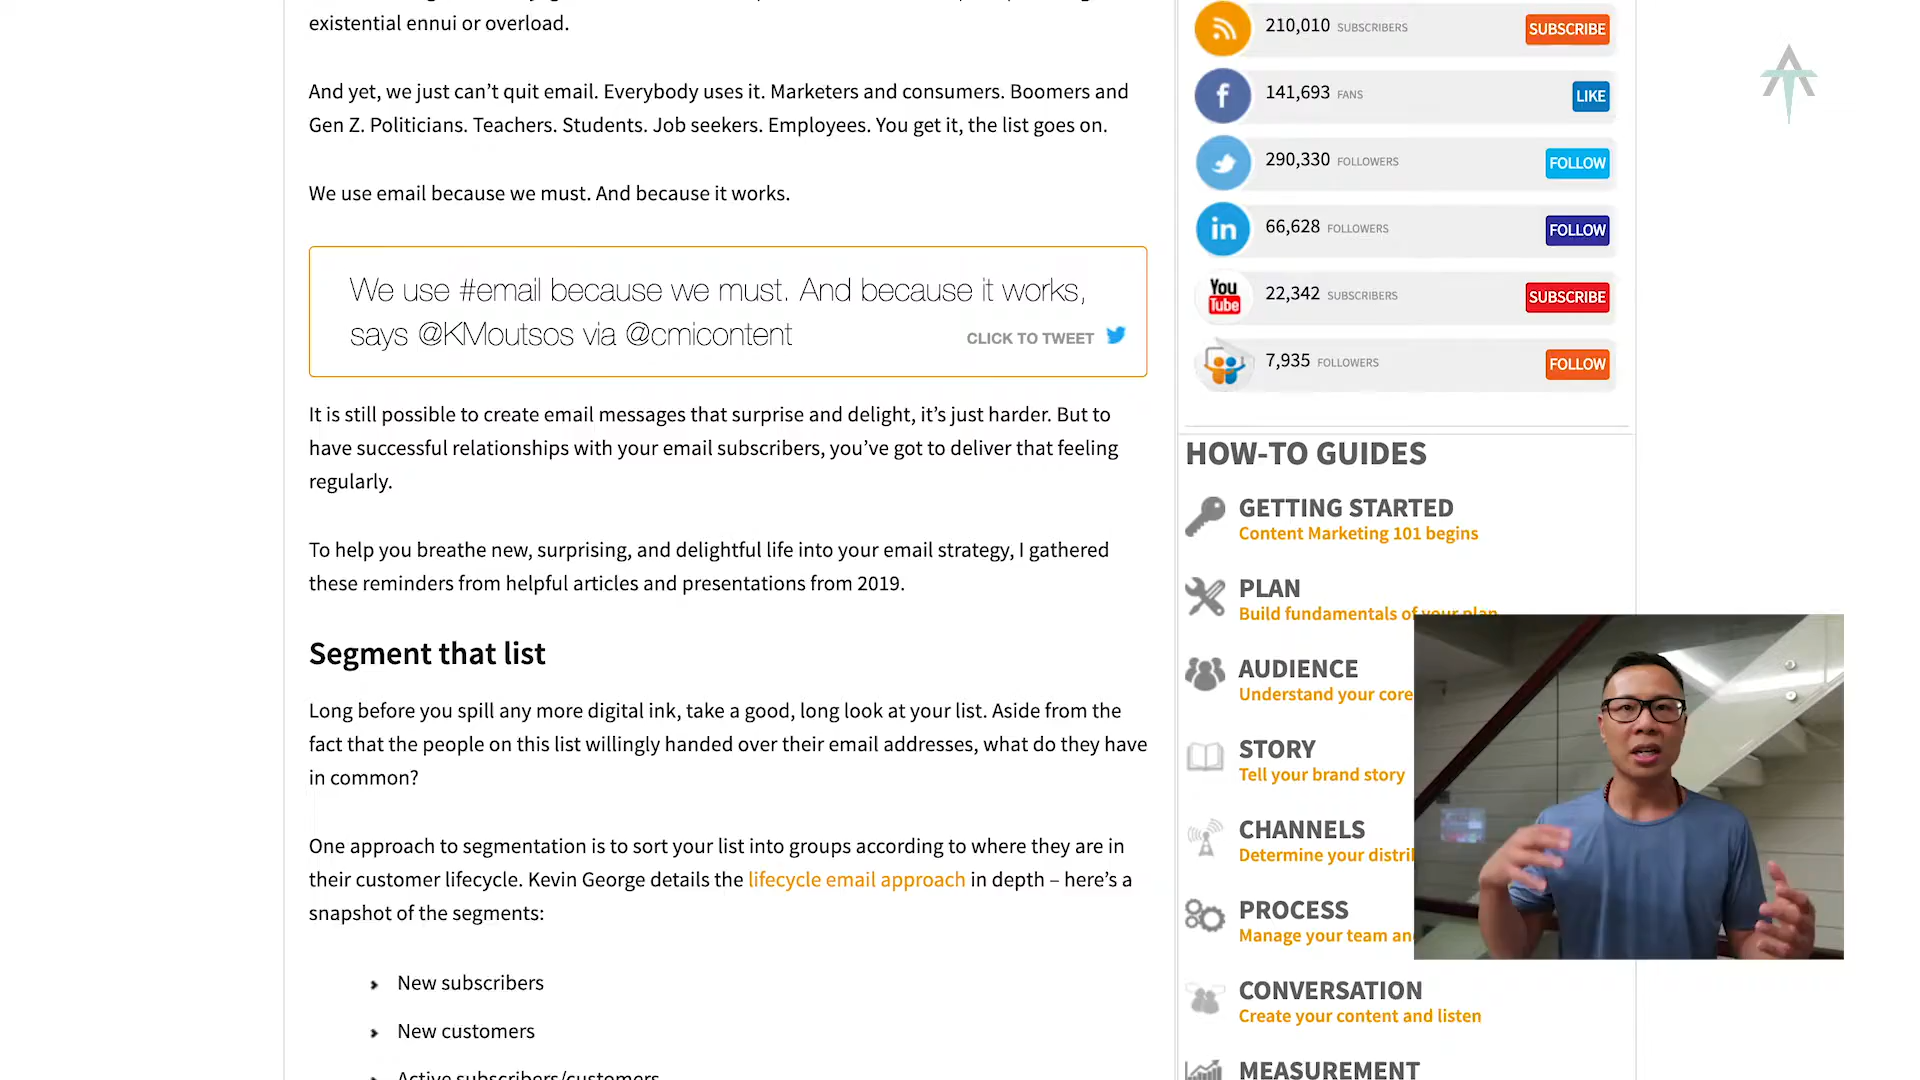 existential ennui or overload.
And yet, we just can’t quit email. Everybody uses it. Marketers and consumers. Boomers and
Gen Z. Politicians. Teachers. Students. Job seekers. Employees. You get it, the list goes on.
We use email because we must. And because it works.
We use #email because we must. And because it works,
says @KMoutsos via @cmicontent
CLICK TO TWEET
It is still possible to create email messages that surprise and delight, it’s just harder. But to
have successful relationships with your email subscribers, you’ve got to deliver that feeling
regularly.
To help you breathe new, surprising, and delightful life into your email strategy, I gathered
these reminders from helpful articles and presentations from 2019.
Segment that list
Long before you spill any more digital ink, take a good, long look at your list. Aside from the
fact that the people on this list willingly handed over their email addresses, what do they have
in common?
One approach to segmentation is to sort your list into groups according to where they are in
their customer lifecycle. Kevin George details the lifecycle email approach in depth – here’s a
snapshot of the segments:
New subscribers
New customers
Active subscribers/customers
210,010 SUBSCRIBERS
SUBSCRIBE
f
141,693 FANS
LIKE
290,330 FOLLOWERS
FOLLOW
in
66,628 FOLLOWERS
FOLLOW
You
Tube
22,342 SUBSCRIBERS
SUBSCRIBE
7,935 FOLLOWERS
FOLLOW
HOW-TO GUIDES
GETTING STARTED
Content Marketing 101 begins
PLAN
Build fundamentals of your plan
AUDIENCE
Understand your core
STORY
Tell your brand story
CHANNELS
Determine your distri
PROCESS
Manage your team an
CONVERSATION
Create your content and listen
MEASUREMENT